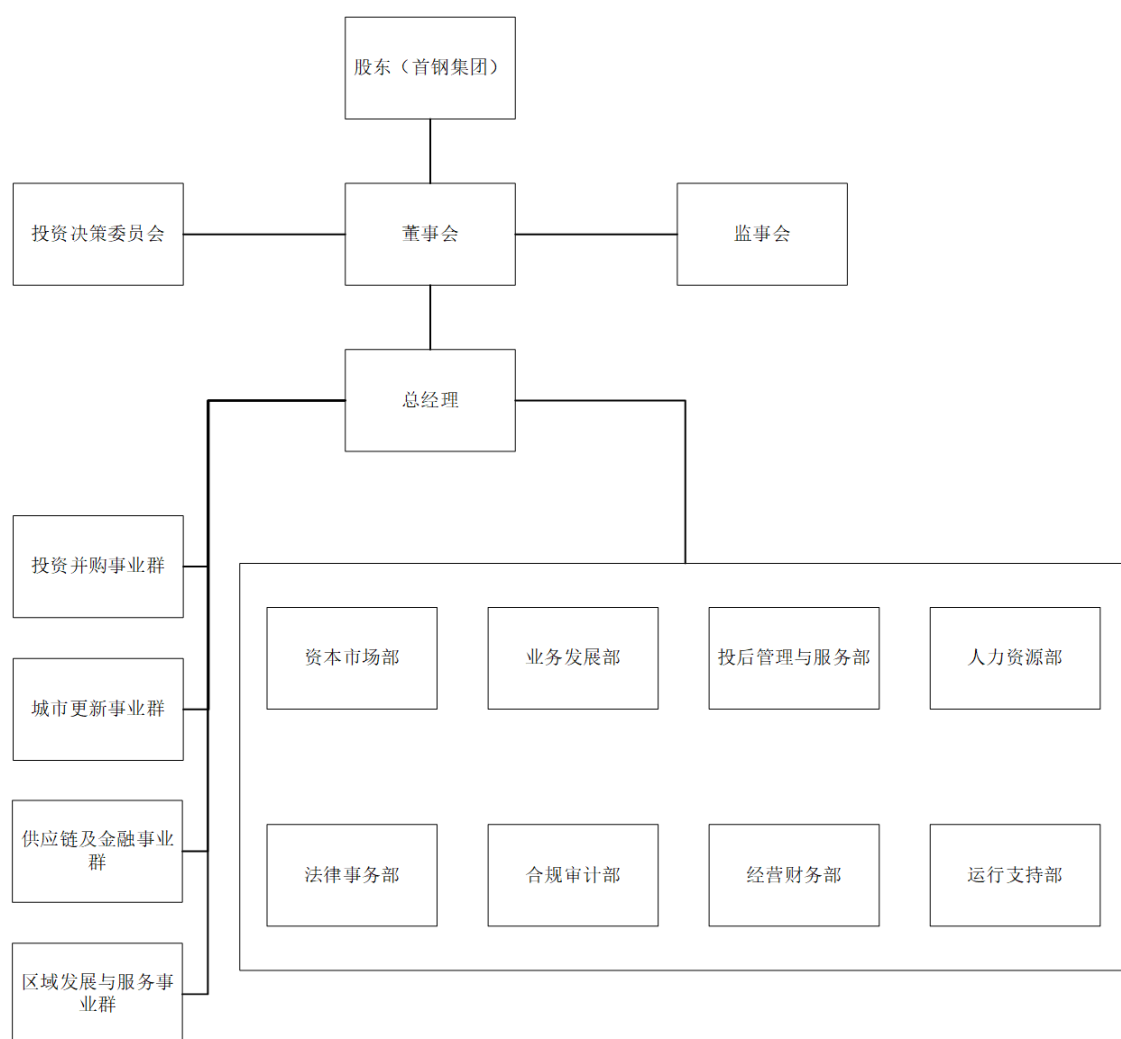 股东（首钢集团）
投资决策委员会
董事会
监事会
总经理
投资并购事业群
城市更新事业群
供应链及金融事业
群
区域发展与服务事
业群
资本市场部
业务发展部
投后管理与服务部
人力资源部
法律事务部
合规审计部
经营财务部
运行支持部